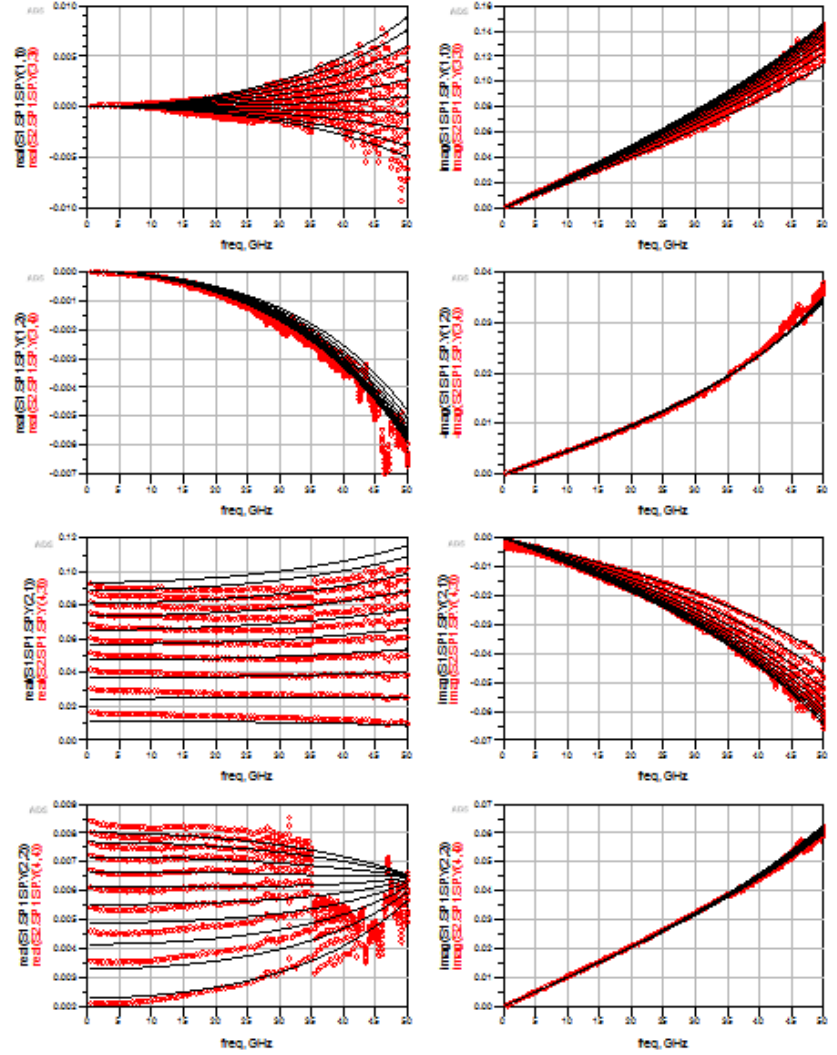 ADS
real(S1.SP1.SP.Y(1,1))
real(S2.SP1.SP.Y(3,3))
0.010
0.005
0.000
-0.005
-0.010
0 5 10 15 20 25 30 35 40 45 50
freq, GHz
ADS
imag(S1.SP1.SP.Y(1,1))
imag(S2.SP1.SP.Y(3,3))
0.16
0.14
0.12
0.10
0.08
0.06
0.04
0.02
0.00
0 5 10 15 20 25 30 35 40 45 50
freq, GHz
ADS
real(S1.SP1.SP.Y(1,2))
real(S2.SP1.SP.Y(3,4))
0.000
-0.001
-0.002
-0.003
-0.004
-0.005
-0.006
-0.007
0 5 10 15 20 25 30 35 40 45 50
freq, GHz
ADS
-imag(S1.SP1.SP.Y(1,2))
-imag(S2.SP1.SP.Y(3,4))
0.04
0.03
0.02
0.01
0.00
0 5 10 15 20 25 30 35 40 45 50
freq, GHz
ADS
real(S1.SP1.SP.Y(2,1))
real(S2.SP1.SP.Y(4,3))
0.12
0.10
0.08
0.06
0.04
0.02
0.00
0 5 10 15 20 25 30 35 40 45 50
freq, GHz
ADS
imag(S1.SP1.SP.Y(2,1))
imag(S2.SP1.SP.Y(4,3))
0.00
-0.01
-0.02
-0.03
-0.04
-0.05
-0.06
-0.07
0 5 10 15 20 25 30 35 40 45 50
freq, GHz
ADS
real(S1.SP1.SP.Y(2,2))
real(S2.SP1.SP.Y(4,4))
0.009
0.008
0.007
0.006
0.005
0.004
0.003
0.002
0 5 10 15 20 25 30 35 40 45 50
freq, GHz
ADS
imag(S1.SP1.SP.Y(2,2))
imag(S2.SP1.SP.Y(4,4))
0.07
0.06
0.05
0.04
0.03
0.02
0.01
0.00
0 5 10 15 20 25 30 35 40 45 50
freq, GHz